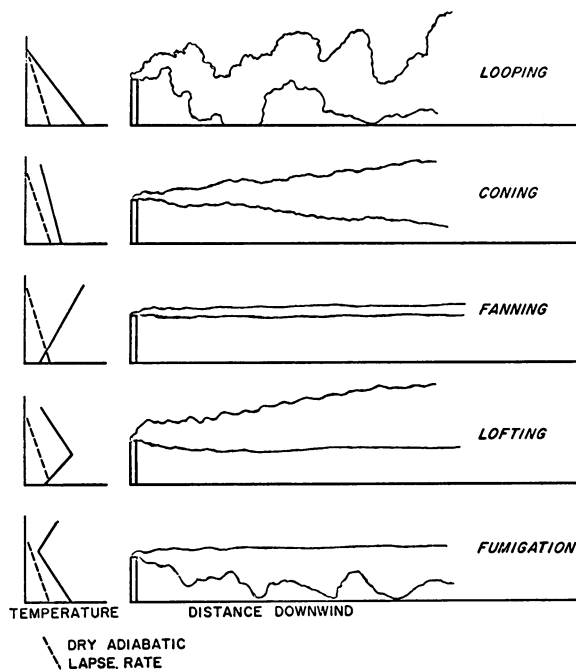 LOOPING
CONING
FANNING
LOFTING
FUMIGATION
TEMPERATURE DISTANCE DOWNWIND
DRY ADIABATIC
LAPSE RATE